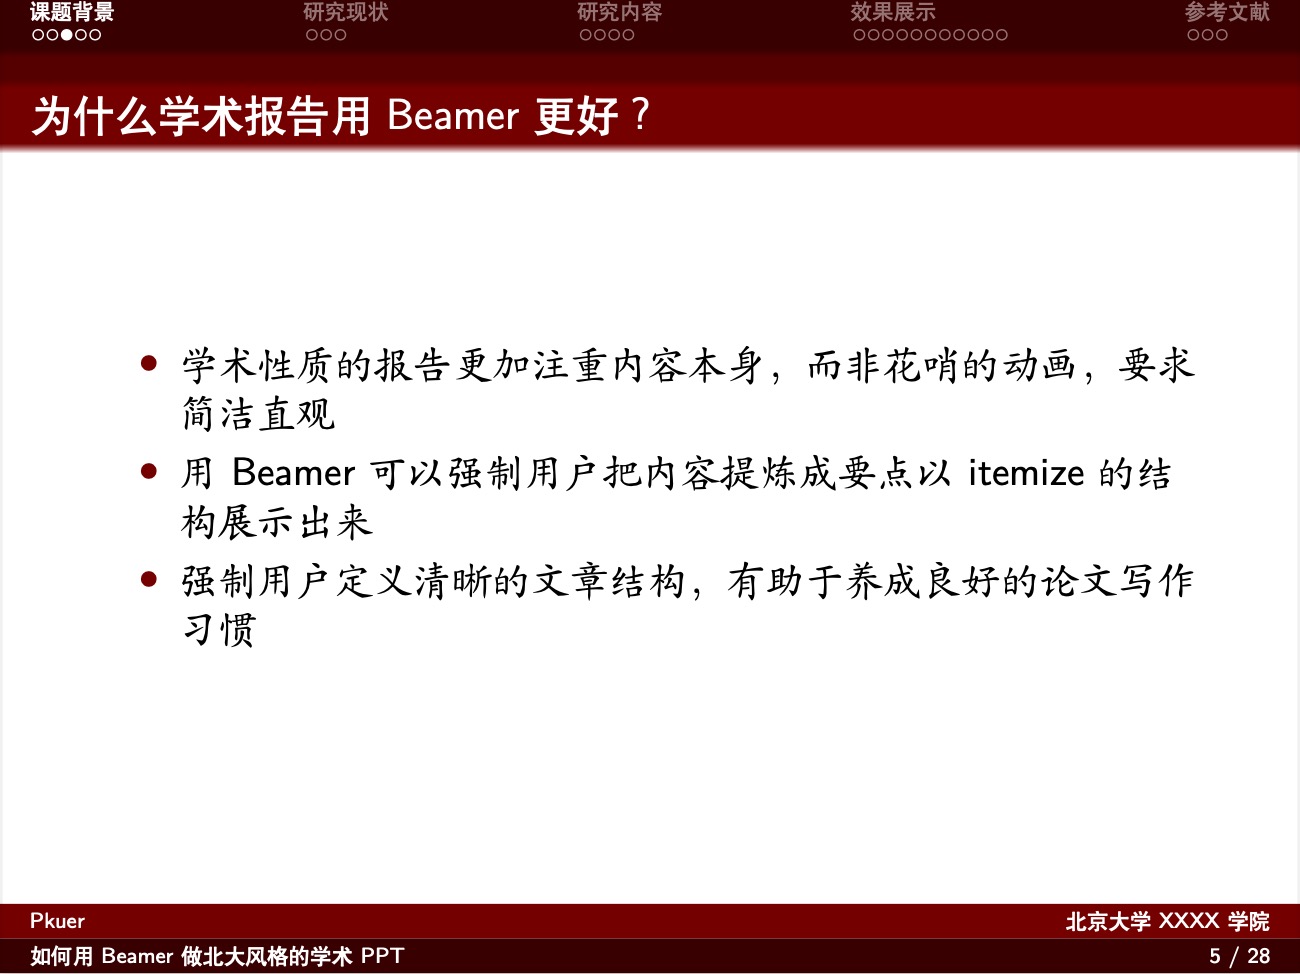 课题背景 研究现状 研究内容 效果展示 参考文献
为什么学术报告用 Beamer 更好？
• 学术性质的报告更加注重内容本身，而非花哨的动画，要求
简洁直观
• 用 Beamer 可以强制用户把内容提炼成要点以 itemize 的结
构展示出来
• 强制用户定义清晰的文章结构，有助于养成良好的论文写作
习惯
Pkuer 北京大学 XXXX 学院
如何用 Beamer 做北大风格的学术 PPT 5 / 28